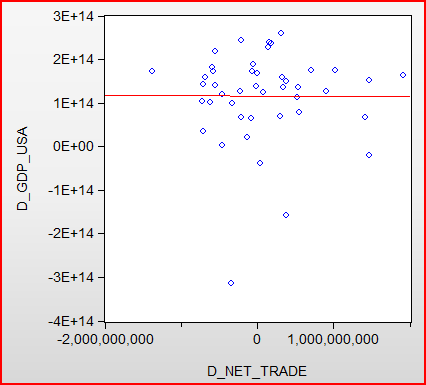 3E+14
2E+14
1E+14
0E+00
-1E+14
-2E+14
-3E+14
-4E+14
D_GDP_USA
-2,000,000,000 0 1,000,000,000
D_NET_TRADE